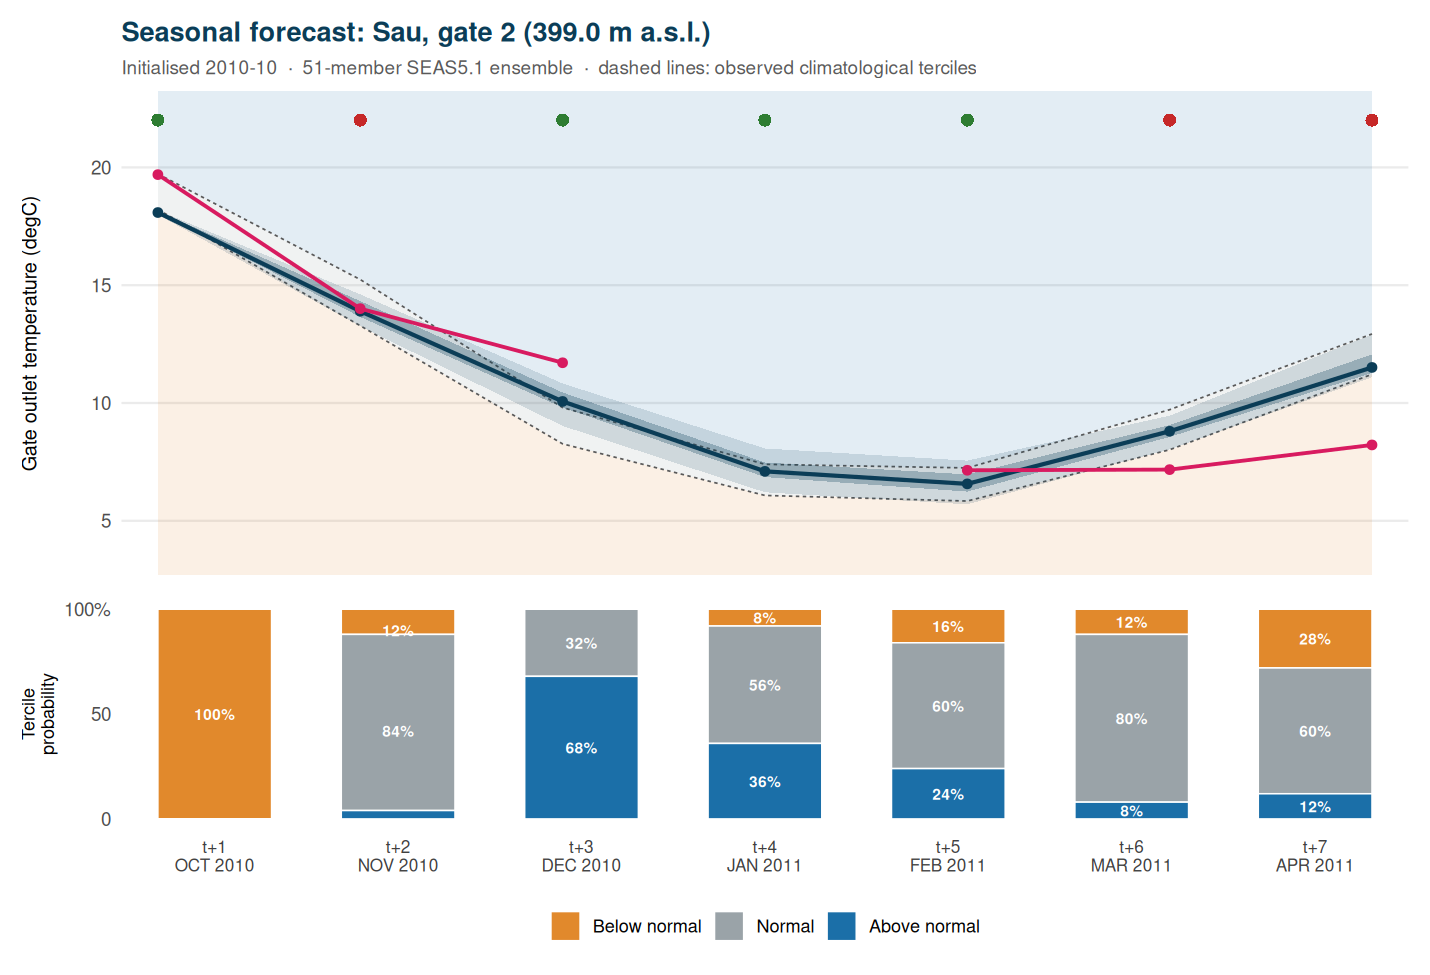 Seasonal forecast: Sau, gate 2 (399.0 m a.s.l.)
Initialised 2010-10 · 51-member SEAS5.1 ensemble · dashed lines: observed climatological terciles
Gate outlet temperature (degC)
20
15
10
5
Tercile
probability
100%
50
0
100%
12%
84%
32%
68%
8%
56%
36%
16%
60%
24%
12%
80%
8%
28%
60%
12%
t+1
OCT 2010
t+2
NOV 2010
t+3
DEC 2010
t+4
JAN 2011
t+5
FEB 2011
t+6
MAR 2011
t+7
APR 2011
Below normal
Normal
Above normal